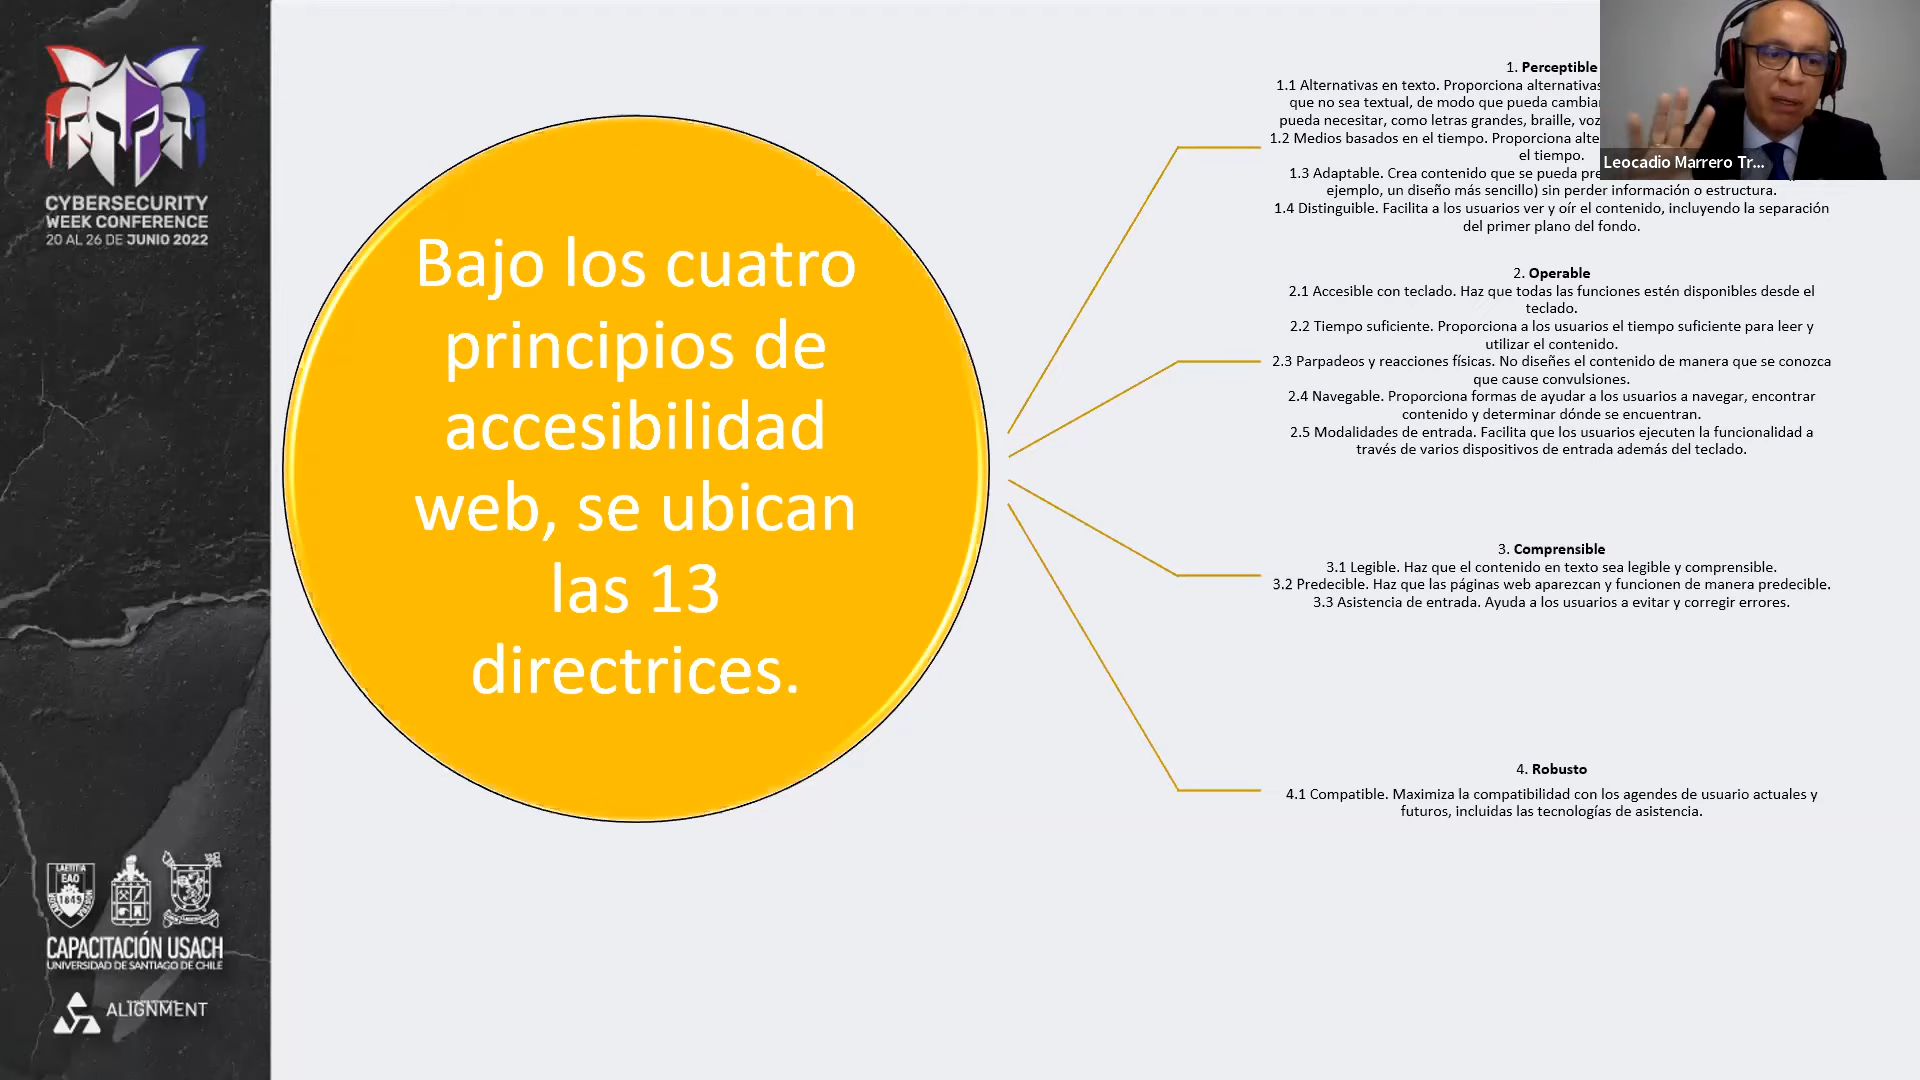 CYBERSECURITY
WEEK CONFERENCE
20 AL 26 DE JUNIO 2022
Bajo los cuatro
principios de
accesibilidad
web, se ubican
las 13
directrices.
1. Perceptible
1.1 Alternativas en texto. Proporciona alternativas
que no sea textual, de modo que pueda cambiar
pueda necesitar, como letras grandes, braille, voz
1.2 Medios basados en el tiempo. Proporciona alte
el tiempo.
1.3 Adaptable. Crea contenido que se pueda pre
ejemplo, un diseño más sencillo) sin perder información o estructura.
1.4 Distinguible. Facilita a los usuarios ver y oír el contenido, incluyendo la separación
del primer plano del fondo.
Leocadio Marrero Tr...
2. Operable
2.1 Accesible con teclado. Haz que todas las funciones estén disponibles desde el
teclado.
2.2 Tiempo suficiente. Proporciona a los usuarios el tiempo suficiente para leer y
utilizar el contenido.
2.3 Parpadeos y reacciones físicas. No diseñes el contenido de manera que se conozca
que cause convulsiones.
2.4 Navegable. Proporciona formas de ayudar a los usuarios a navegar, encontrar
contenido y determinar dónde se encuentran.
2.5 Modalidades de entrada. Facilita que los usuarios ejecuten la funcionalidad a
través de varios dispositivos de entrada además del teclado.
3. Comprensible
3.1 Legible. Haz que el contenido en texto sea legible y comprensible.
3.2 Predecible. Haz que las páginas web aparezcan y funcionen de manera predecible.
3.3 Asistencia de entrada. Ayuda a los usuarios a evitar y corregir errores.
4. Robusto
4.1 Compatible. Maximiza la compatibilidad con los agendes de usuario actuales y
futuros, incluidas las tecnologías de asistencia.
LAETITIA
EAO
1849
CAPACITACIÓN USACH
UNIVERSIDAD DE SANTIAGO DE CHILE
ALIGNMENT